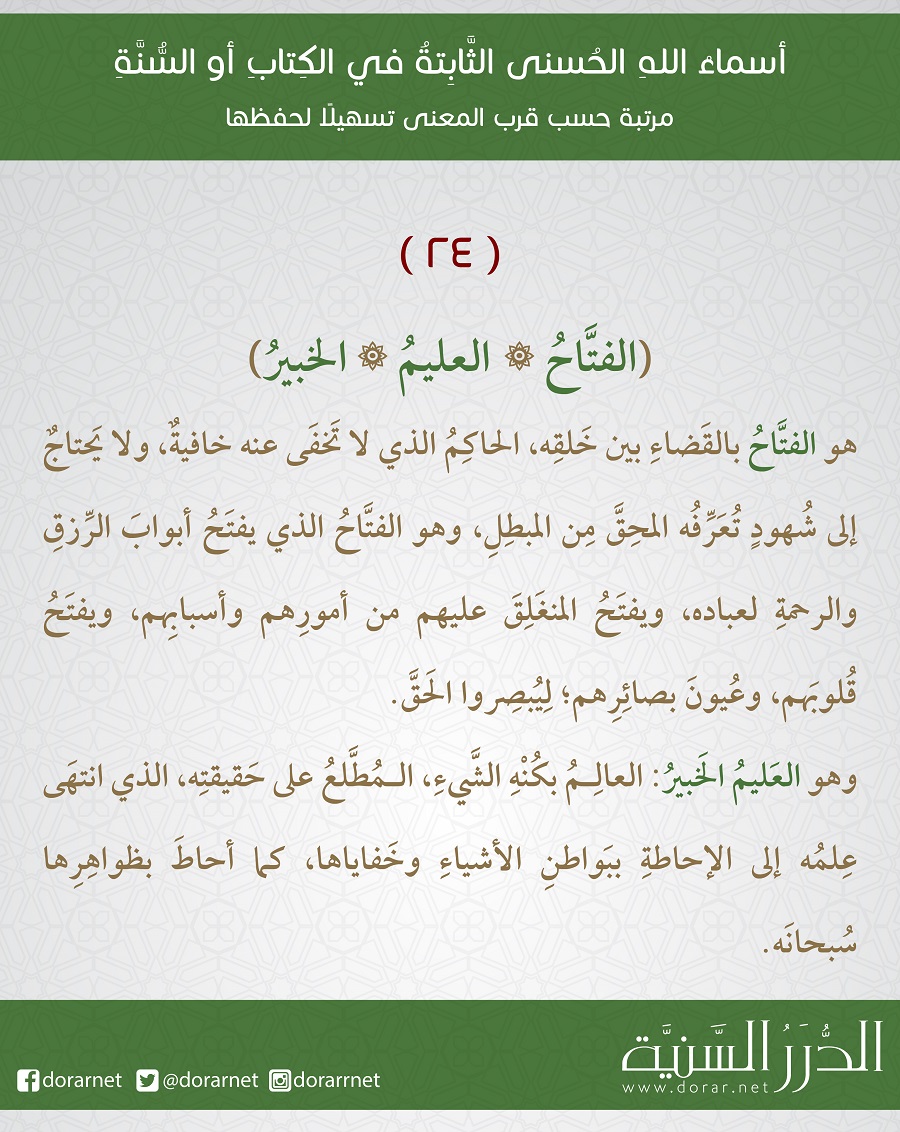 أسماءُ اللهِ الحُسنى الثَّابِتةُ في الكِتابِ أو السُّنَّةِ
مرتبة حسب قرب المعنى تسهيلًا لحفظها
( ٢٤ )
(الفتَّاحُ ۞ العليمُ ۞ الخبيرُ)
هو الفتَّاحُ بالقَضاءِ بين خَلقِه، الحاكِمُ الذي لا تَخفَى عنه خافيةٌ، ولا يَحتاجُ
إلى شُهودٍ تُعَرِّفُه المحِقَّ مِن المبطِلِ، وهو الفتَّاحُ الذي يفتَحُ أبوابَ الرِّزقِ
والرحمةِ لعباده، ويفتَحُ المنغَلِقَ عليهم من أمورِهم وأسبابِهم، ويفتَحُ
قُلوبَهم، وعُيونَ بصائِرِهم؛ لِيُبصِروا الحَقَّ.
وهو العَليمُ الخَبيرُ: العالِـمُ بكُنْهِ الشَّيءِ، الـمُطَّلعُ على حَقيقتِه، الذي انتهَى
عِلمُه إلى الإحاطةِ ببَواطنِ الأشياءِ وخَفاياها، كما أحاطَ بظواهِرِها
سُبحانَه.
الدُّرَرُ السَّنيَّة
www.dorar.net
dorarnet @dorarnet dorarrnet